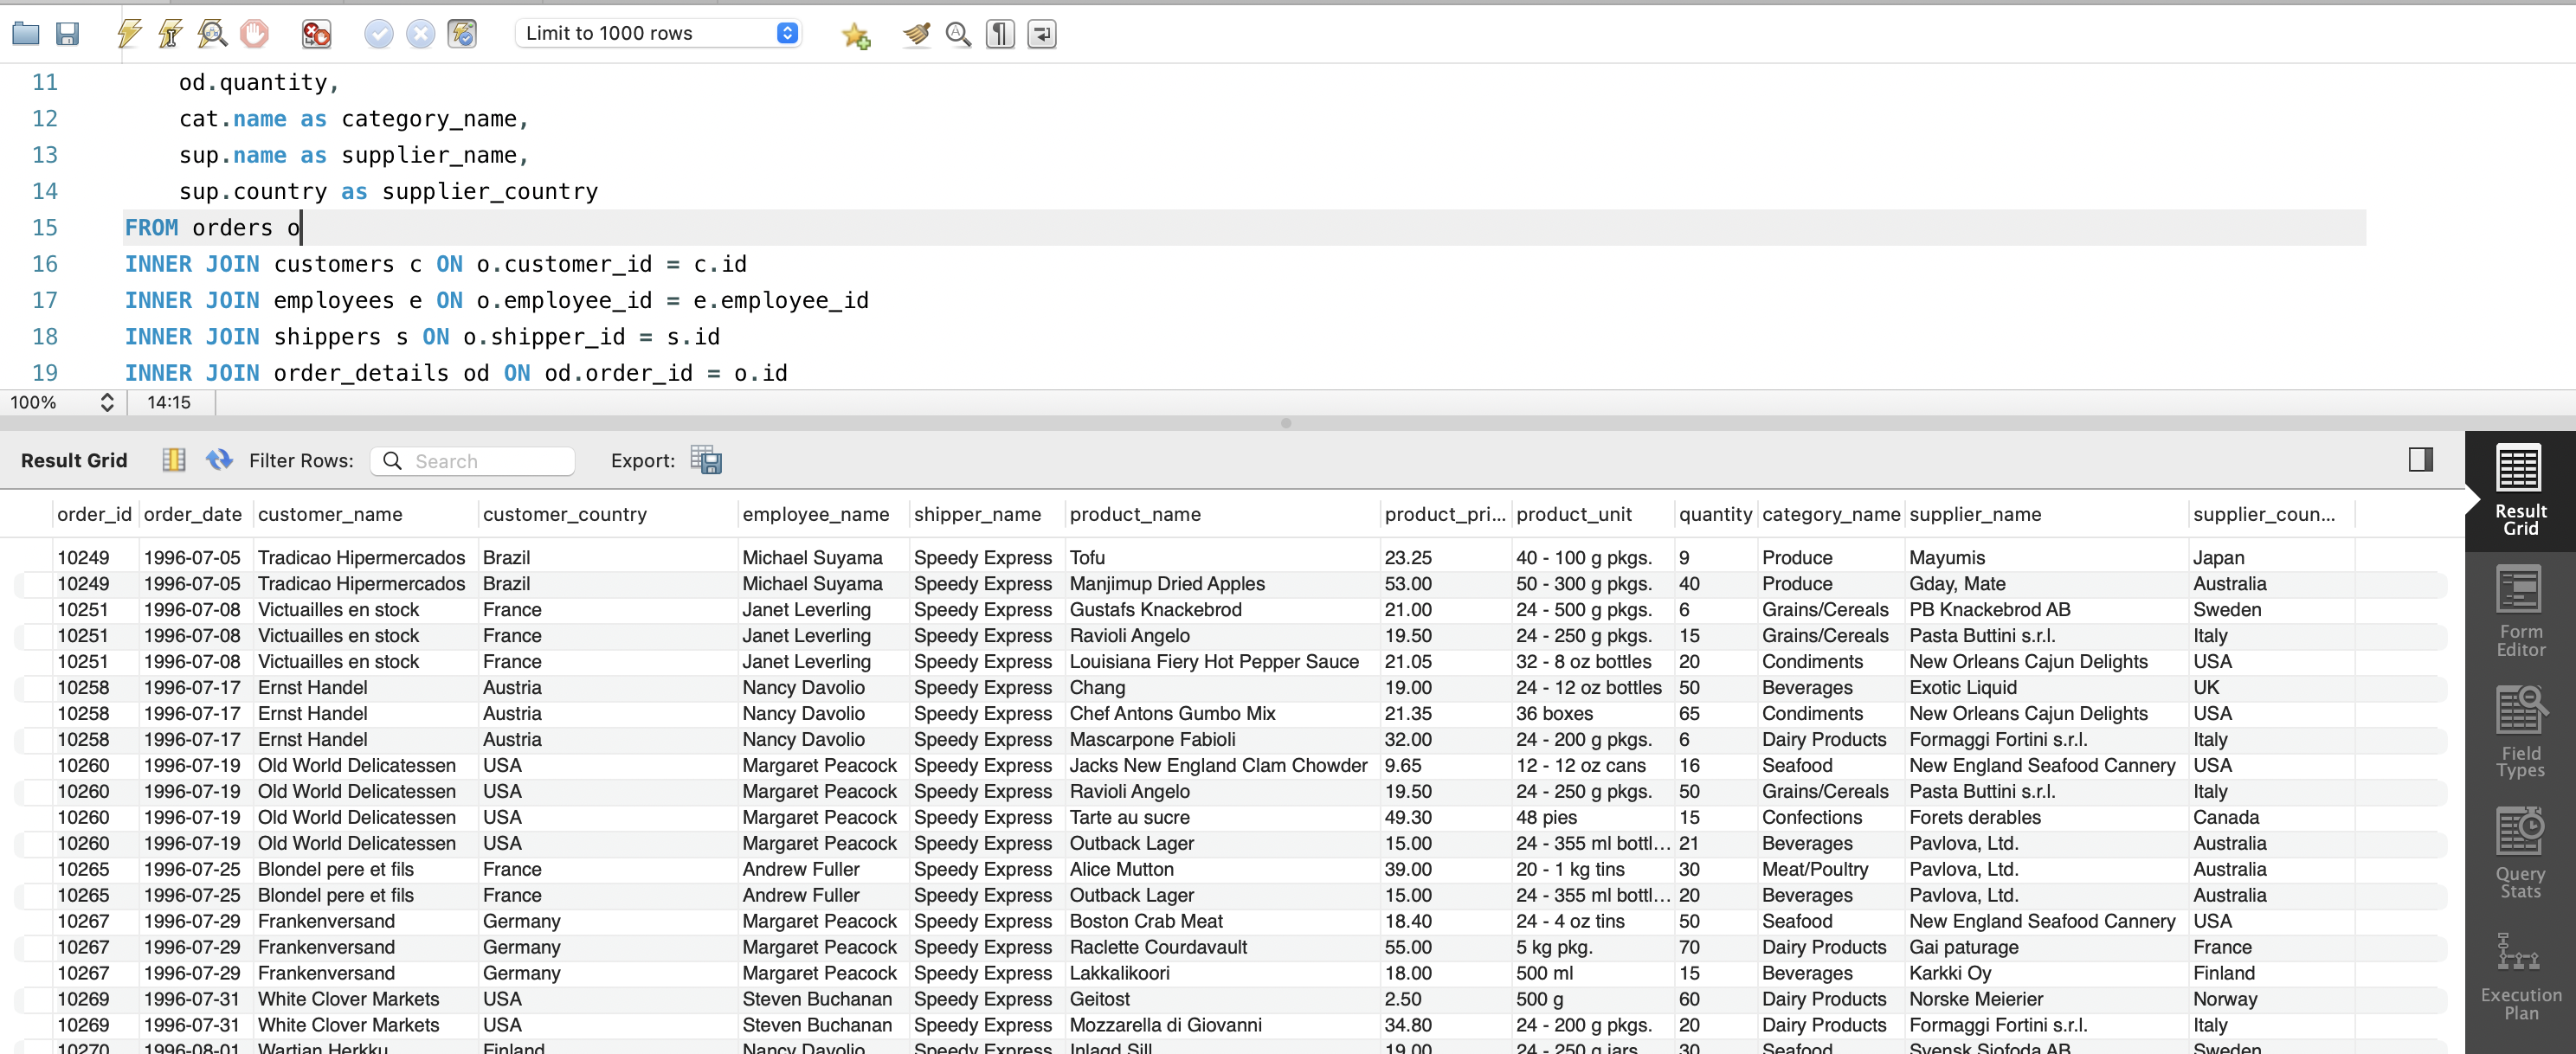 Limit to 1000 rows
11 od.quantity,
12 cat.name as category_name,
13 sup.name as supplier_name,
14 sup.country as supplier_country
15 FROM orders o
16 INNER JOIN customers c ON o.customer_id = c.id
17 INNER JOIN employees e ON o.employee_id = e.employee_id
18 INNER JOIN shippers s ON o.shipper_id = s.id
19 INNER JOIN order_details od ON od.order_id = o.id
100% 14:15
Result Grid Filter Rows: Search Export:
order_id order_date customer_name customer_country employee_name shipper_name product_name product_pri... product_unit quantity category_name supplier_name supplier_coun...
10249 1996-07-05 Tradicao Hipermercados Brazil Michael Suyama Speedy Express Tofu 23.25 40 - 100 g pkgs. 9 Produce Mayumis Japan
10249 1996-07-05 Tradicao Hipermercados Brazil Michael Suyama Speedy Express Manjimup Dried Apples 53.00 50 - 300 g pkgs. 40 Produce Gday, Mate Australia
10251 1996-07-08 Victuailles en stock France Janet Leverling Speedy Express Gustafs Knackebrod 21.00 24 - 500 g pkgs. 6 Grains/Cereals PB Knackebrod AB Sweden
10251 1996-07-08 Victuailles en stock France Janet Leverling Speedy Express Ravioli Angelo 19.50 24 - 250 g pkgs. 15 Grains/Cereals Pasta Buttini s.r.l. Italy
10251 1996-07-08 Victuailles en stock France Janet Leverling Speedy Express Louisiana Fiery Hot Pepper Sauce 21.05 32 - 8 oz bottles 20 Condiments New Orleans Cajun Delights USA
10258 1996-07-17 Ernst Handel Austria Nancy Davolio Speedy Express Chang 19.00 24 - 12 oz bottles 50 Beverages Exotic Liquid UK
10258 1996-07-17 Ernst Handel Austria Nancy Davolio Speedy Express Chef Antons Gumbo Mix 21.35 36 boxes 65 Condiments New Orleans Cajun Delights USA
10258 1996-07-17 Ernst Handel Austria Nancy Davolio Speedy Express Mascarpone Fabioli 32.00 24 - 200 g pkgs. 6 Dairy Products Formaggi Fortini s.r.l. Italy
10260 1996-07-19 Old World Delicatessen USA Margaret Peacock Speedy Express Jacks New England Clam Chowder 9.65 12 - 12 oz cans 16 Seafood New England Seafood Cannery USA
10260 1996-07-19 Old World Delicatessen USA Margaret Peacock Speedy Express Ravioli Angelo 19.50 24 - 250 g pkgs. 50 Grains/Cereals Pasta Buttini s.r.l. Italy
10260 1996-07-19 Old World Delicatessen USA Margaret Peacock Speedy Express Tarte au sucre 49.30 48 pies 15 Confections Forets derables Canada
10260 1996-07-19 Old World Delicatessen USA Margaret Peacock Speedy Express Outback Lager 15.00 24 - 355 ml bottl... 21 Beverages Pavlova, Ltd. Australia
10265 1996-07-25 Blondel pere et fils France Andrew Fuller Speedy Express Alice Mutton 39.00 20 - 1 kg tins 30 Meat/Poultry Pavlova, Ltd. Australia
10265 1996-07-25 Blondel pere et fils France Andrew Fuller Speedy Express Outback Lager 15.00 24 - 355 ml bottl... 20 Beverages Pavlova, Ltd. Australia
10267 1996-07-29 Frankenversand Germany Margaret Peacock Speedy Express Boston Crab Meat 18.40 24 - 4 oz tins 50 Seafood New England Seafood Cannery USA
10267 1996-07-29 Frankenversand Germany Margaret Peacock Speedy Express Raclette Courdavault 55.00 5 kg pkg. 70 Dairy Products Gai paturage France
10267 1996-07-29 Frankenversand Germany Margaret Peacock Speedy Express Lakkalikoori 18.00 500 ml 15 Beverages Karkki Oy Finland
10269 1996-07-31 White Clover Markets USA Steven Buchanan Speedy Express Geitost 2.50 500 g 60 Dairy Products Norske Meierier Norway
10269 1996-07-31 White Clover Markets USA Steven Buchanan Speedy Express Mozzarella di Giovanni 34.80 24 - 200 g pkgs. 20 Dairy Products Formaggi Fortini s.r.l. Italy
10270 1996-08-01 Wartian Herkku Finland Nancy Davolio Speedy Express Inlagd Sill 19.00 24 - 250 g jars 30 Seafood Svensk Sjofoda AB Sweden
Result
Grid
Form
Editor
Field
Types
Query
Stats
Execution
Plan